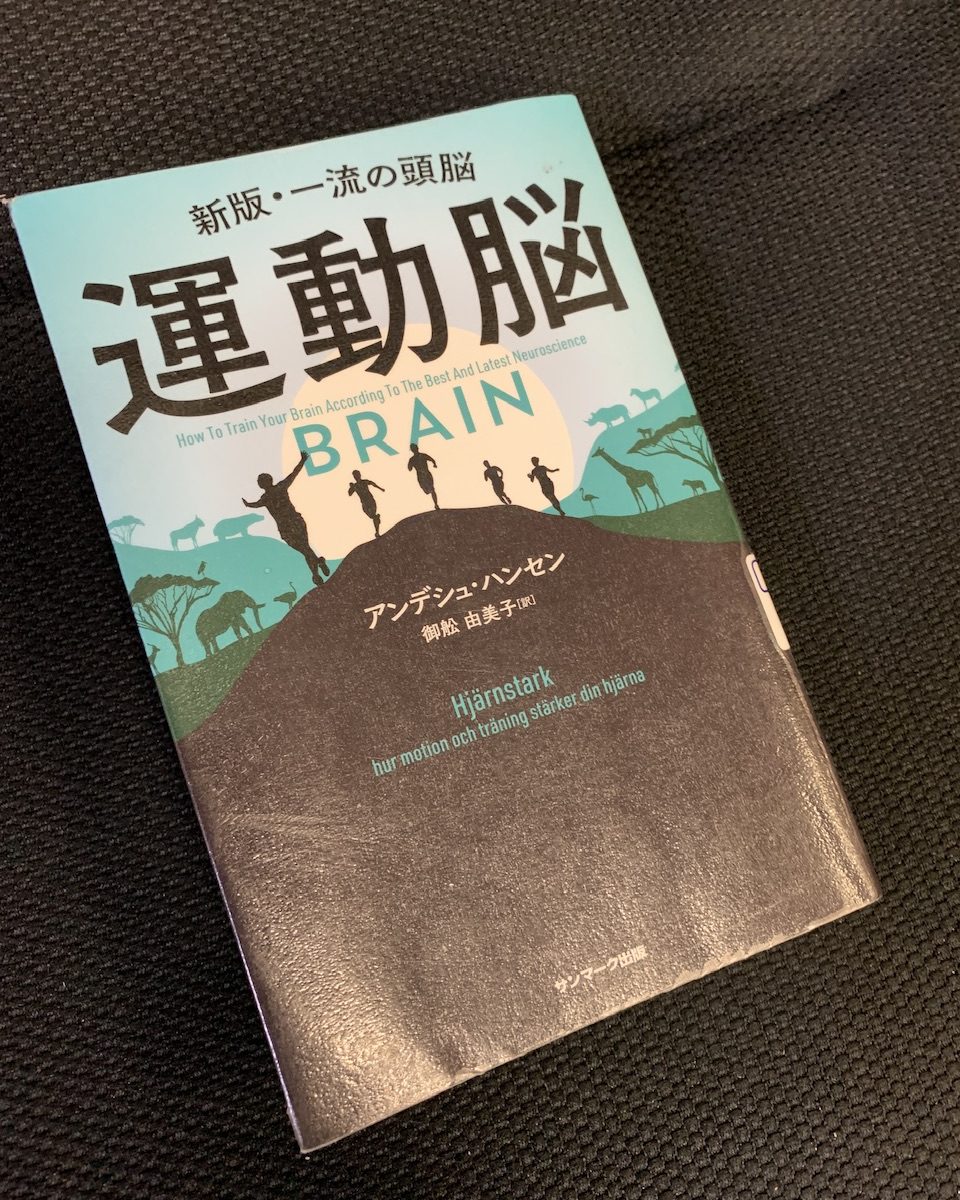 新版・一流の頭脳
運動脳
How To Train Your Brain According To The Best And Latest Neuroscience
BRAIN
アンデシュ・ハンセン
御舩 由美子[訳]
Hjärnstark
hur motion och träning stärker din hjärna
サンマーク出版